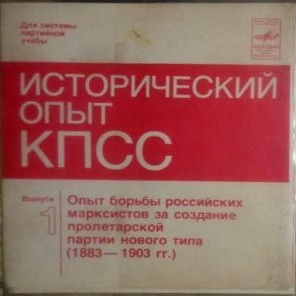 Для системы
партийной
учебы
МЕЛОДИЯ
ИСТОРИЧЕСКИЙ
ОПЫТ
КПСС
Выпуск
1
Опыт борьбы российских
марксистов за создание
пролетарской
партии нового типа
(1883—1903 гг.)